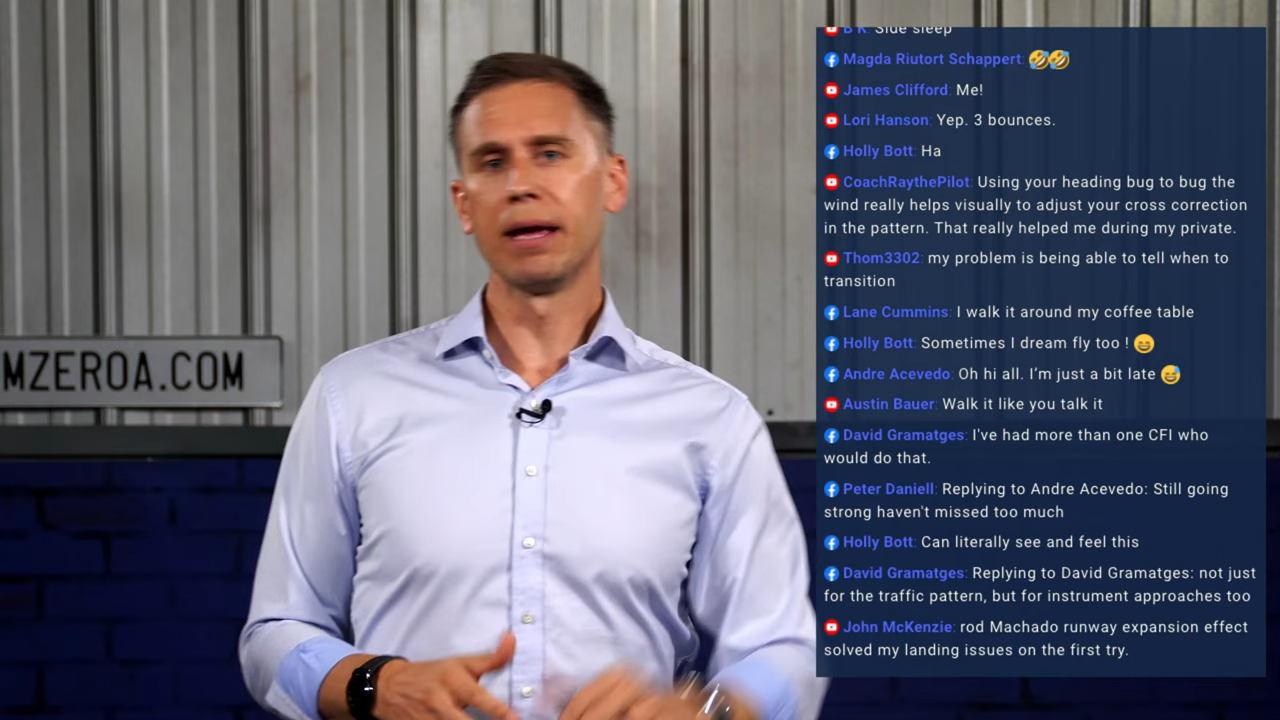 MZEROA.COM
B K: Side sleep
Magda Riutort Schappert: 🤣🤣
James Clifford: Me!
Lori Hanson: Yep. 3 bounces.
Holly Bott: Ha
CoachRaythePilot: Using your heading bug to bug the
wind really helps visually to adjust your cross correction
in the pattern. That really helped me during my private.
Thom3302: my problem is being able to tell when to
transition
Lane Cummins: I walk it around my coffee table
Holly Bott: Sometimes I dream fly too ! 😄
Andre Acevedo: Oh hi all. I’m just a bit late 😅
Austin Bauer: Walk it like you talk it
David Gramatges: I've had more than one CFI who
would do that.
Peter Daniell: Replying to Andre Acevedo: Still going
strong haven't missed too much
Holly Bott: Can literally see and feel this
David Gramatges: Replying to David Gramatges: not just
for the traffic pattern, but for instrument approaches too
John McKenzie: rod Machado runway expansion effect
solved my landing issues on the first try.